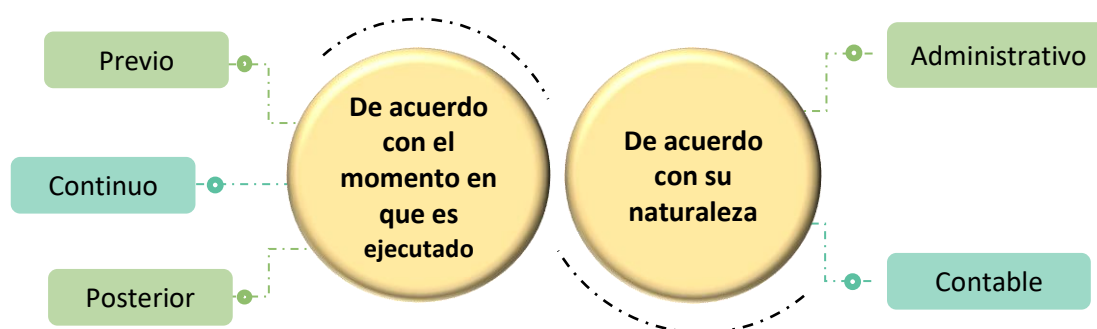 Previo
Continuo
Posterior
De acuerdo
con el
momento en
que es
ejecutado
De acuerdo
con su
naturaleza
Administrativo
Contable